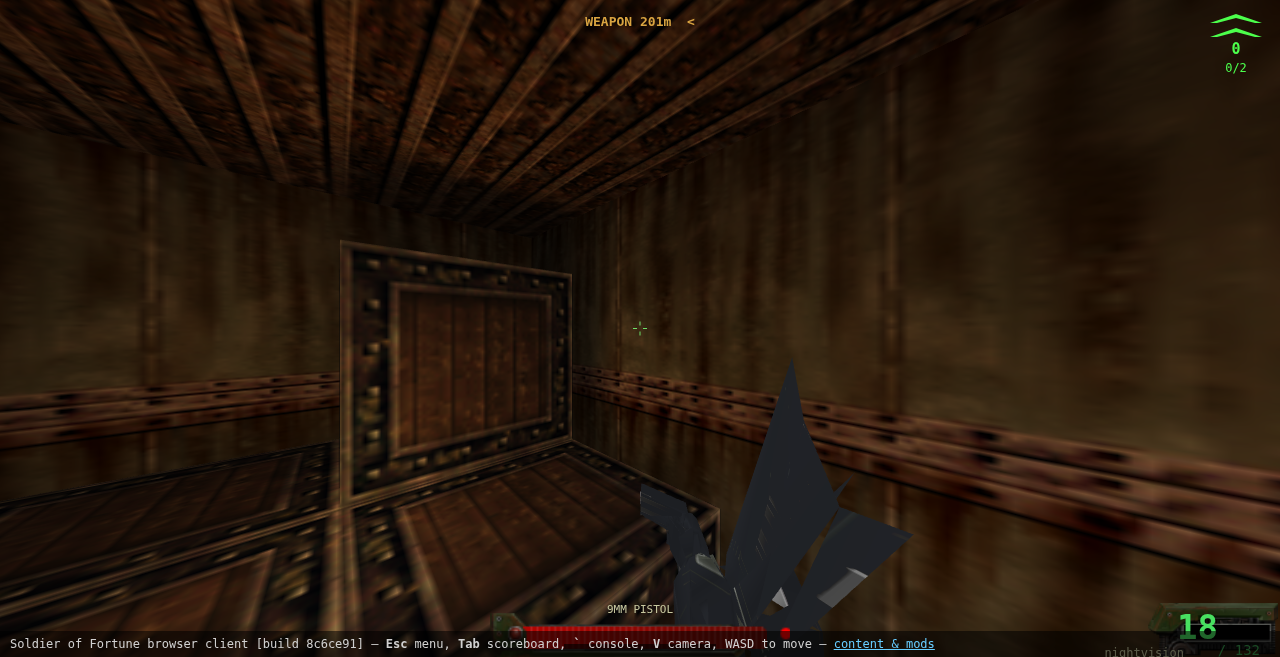 WEAPON 201m <
0
0/2
9MM PISTOL
18
Soldier of Fortune browser client [build 8c6ce91] — Esc menu, Tab scoreboard, ` console, V camera, WASD to move — content & mods
nightvision / 132